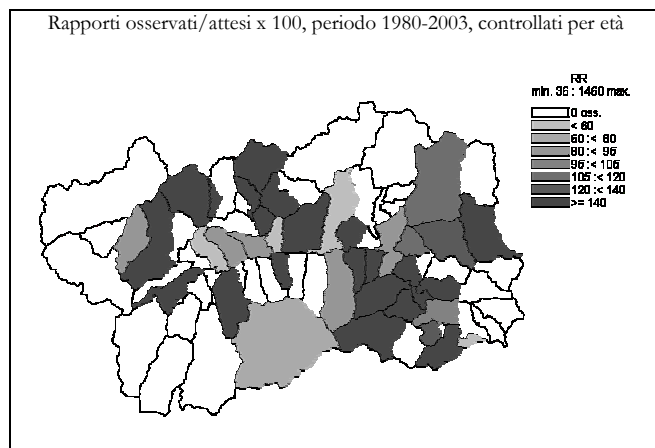 Rapporti osservati/attesi x 100, periodo 1980-2003, controllati per età
RR
min. 36 : 1460 max.
0 oss.
< 60
60 :< 80
80 :< 95
95 :< 105
105 :< 120
120 :< 140
>= 140